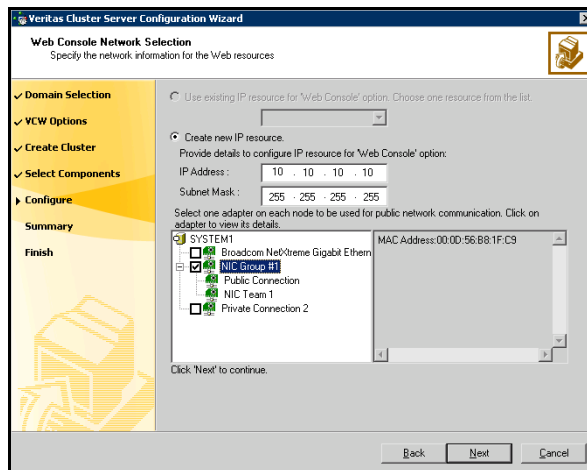 Veritas Cluster Server Configuration Wizard
Web Console Network Selection
Specify the network information for the Web resources
Domain Selection
VCW Options
Create Cluster
Select Components
Configure
Summary
Finish
Use existing IP resource for 'Web Console' option. Choose one resource from the list.
Create new IP resource.
Provide details to configure IP resource for 'Web Console' option:
IP Address : 10 . 10 . 10 . 10
Subnet Mask : 255 . 255 . 255 . 255
Select one adapter on each node to be used for public network communication. Click on
adapter to view its details.
SYSTEM1
Broadcom NetXtreme Gigabit Ethern
NIC Group #1
Public Connection
NIC Team 1
Private Connection 2
MAC Address:00:0D:56:B8:1F:C9
Click 'Next' to continue.
Back Next Cancel